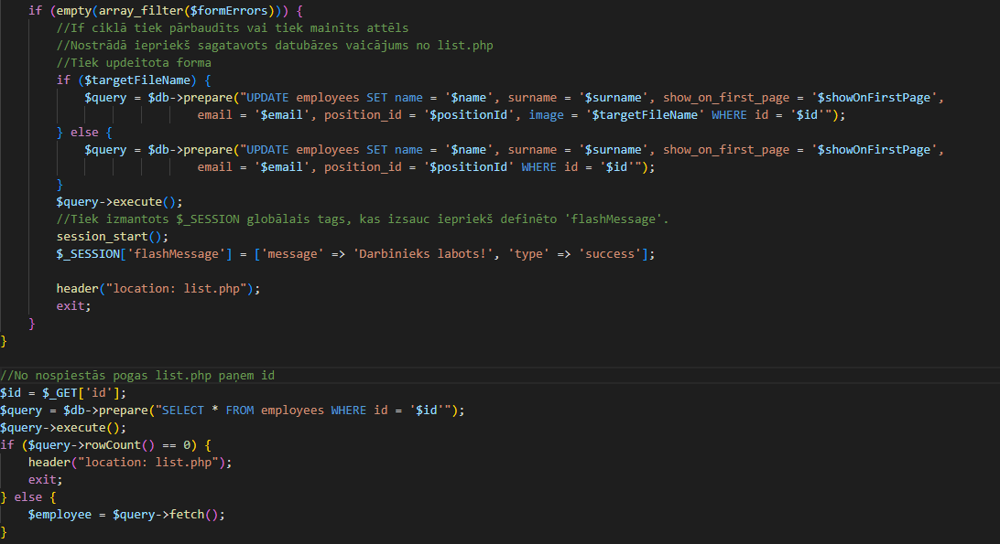 if (empty(array_filter($formErrors))) {
//If ciklā tiek pārbaudīts vai tiek mainīts attēls
//Nostrādā iepriekš sagatavots datubāzes vaicājums no list.php
//Tiek updeitota forma
if ($targetFileName) {
$query = $db->prepare("UPDATE employees SET name = '$name', surname = '$surname', show_on_first_page = '$showOnFirstPage',
email = '$email', position_id = '$positionId', image = '$targetFileName' WHERE id = '$id'");
} else {
$query = $db->prepare("UPDATE employees SET name = '$name', surname = '$surname', show_on_first_page = '$showOnFirstPage',
email = '$email', position_id = '$positionId' WHERE id = '$id'");
}
$query->execute();
//Tiek izmantots $_SESSION globālais tags, kas izsauc iepriekš definēto 'flashMessage'.
session_start();
$_SESSION['flashMessage'] = ['message' => 'Darbinieks labots!', 'type' => 'success'];
header("location: list.php");
exit;
}
}
//No nospiestās pogas list.php paņem id
$id = $_GET['id'];
$query = $db->prepare("SELECT * FROM employees WHERE id = '$id'");
$query->execute();
if ($query->rowCount() == 0) {
header("location: list.php");
exit;
} else {
$employee = $query->fetch();
}